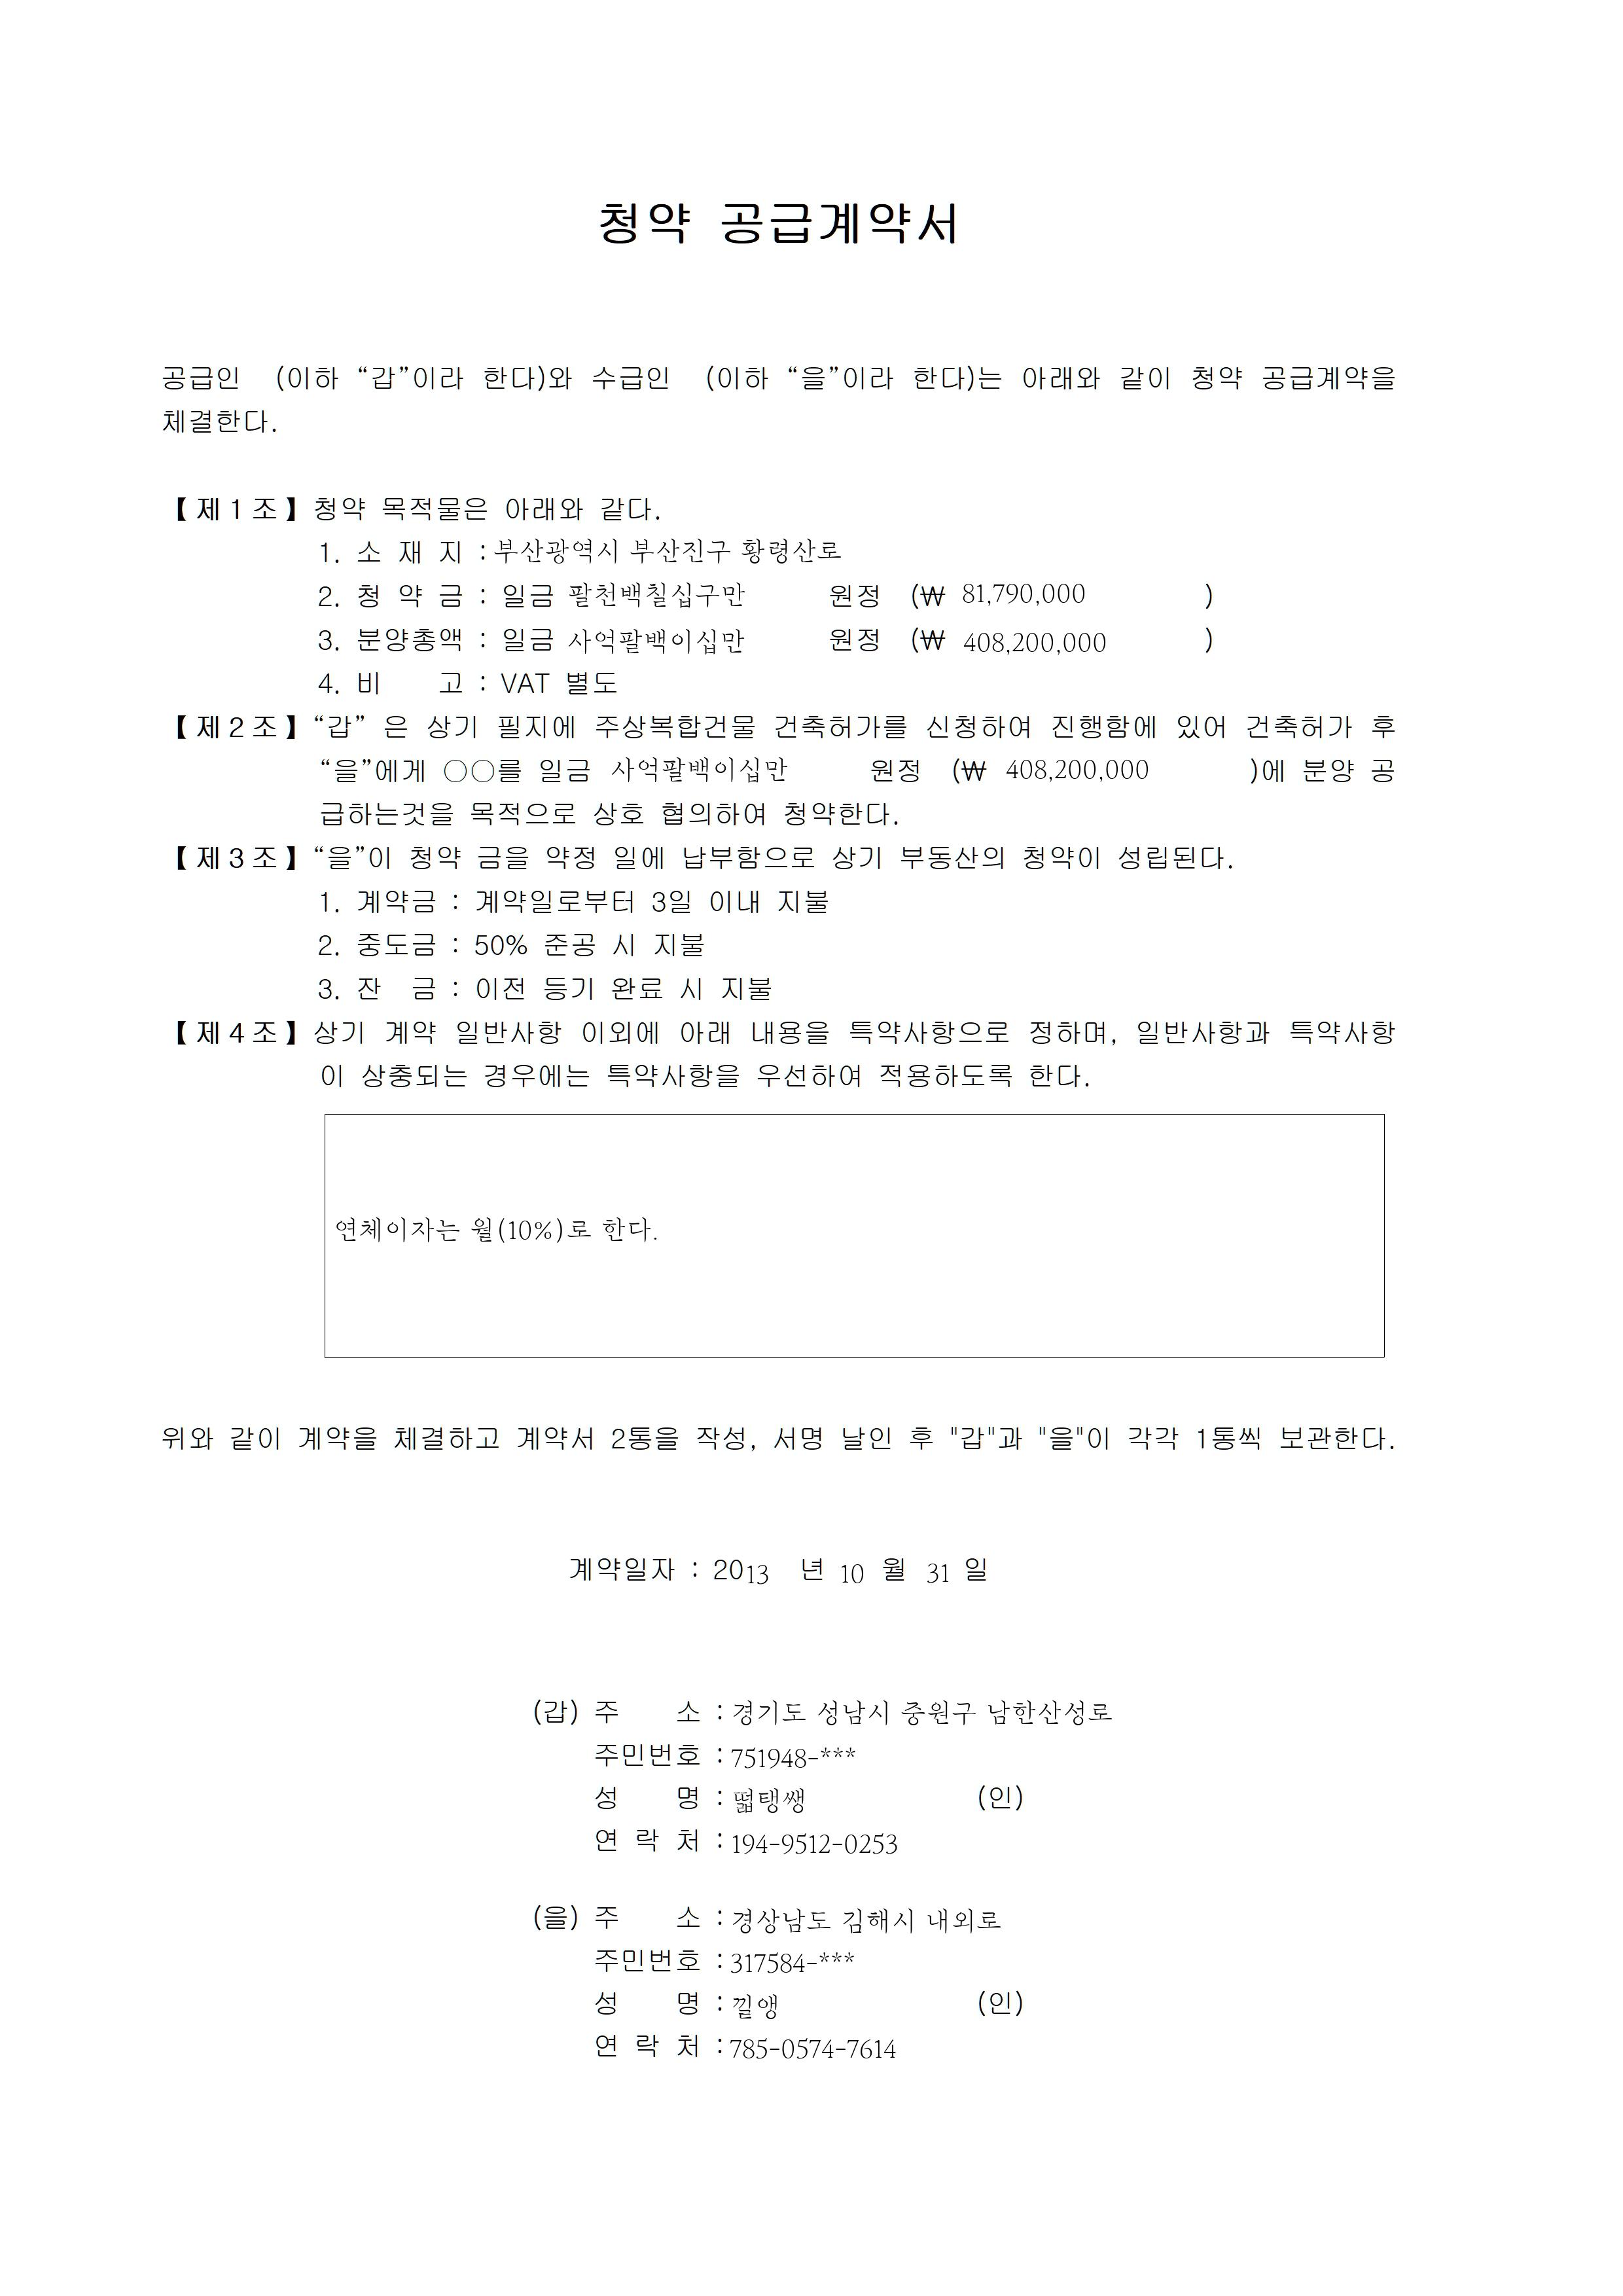 청약 공급계약서
공급인 (이하 “갑”이라 한다)와 수급인 (이하 “을”이라 한다)는 아래와 같이 청약 공급계약을
체결한다.
【제1조】청약 목적물은 아래와 같다.
1. 소 재 지 : 부산광역시 부산진구 황령산로
2. 청 약 금 : 일금 팔천백칠십구만 원정 (₩ 81,790,000 )
3. 분양총액 : 일금 사억팔백이십만 원정 (₩ 408,200,000 )
4. 비 고 : VAT 별도
【제2조】“갑” 은 상기 필지에 주상복합건물 건축허가를 신청하여 진행함에 있어 건축허가 후
“을”에게 ○○를 일금 사억팔백이십만 원정 (₩ 408,200,000 )에 분양 공
급하는것을 목적으로 상호 협의하여 청약한다.
【제3조】“을”이 청약 금을 약정 일에 납부함으로 상기 부동산의 청약이 성립된다.
1. 계약금 : 계약일로부터 3일 이내 지불
2. 중도금 : 50% 준공 시 지불
3. 잔 금 : 이전 등기 완료 시 지불
【제4조】상기 계약 일반사항 이외에 아래 내용을 특약사항으로 정하며, 일반사항과 특약사항
이 상충되는 경우에는 특약사항을 우선하여 적용하도록 한다.
연체이자는 월(10%)로 한다.
위와 같이 계약을 체결하고 계약서 2통을 작성, 서명 날인 후 "갑"과 "을"이 각각 1통씩 보관한다.
계약일자 : 2013 년 10 월 31 일
(갑) 주 소 : 경기도 성남시 중원구 남한산성로
주민번호 : 751948-***
성 명 : 떫탱쌩 (인)
연 락 처 : 194-9512-0253
(을) 주 소 : 경상남도 김해시 내외로
주민번호 : 317584-***
성 명 : 낄앵 (인)
연 락 처 : 785-0574-7614